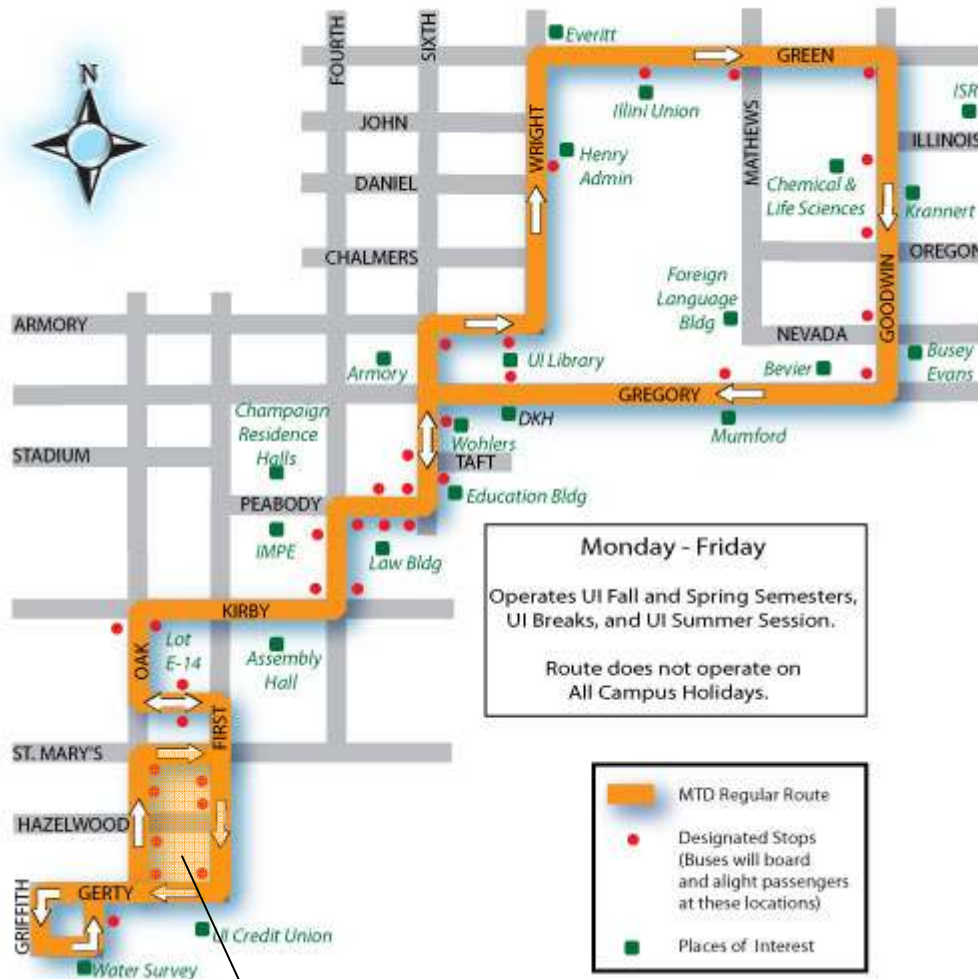 N
FOURTH
SIXTH
Everitt
GREEN
Illini Union
MATHEWS
ISR
JOHN
WRIGHT
ILLINOIS
Henry
Admin
DANIEL
Chemical &
Life Sciences
Krannert
CHALMERS
OREGON
GOODWIN
Foreign
Language
Bldg
ARMORY
NEVADA
Armory
UI Library
Bevier
Busey
Evans
GREGORY
Champaign
Residence
Halls
DKH
Mumford
Wohlers
STADIUM
TAFT
PEABODY
Education Bldg
IMPE
Law Bldg
Monday - Friday
Operates UI Fall and Spring Semesters,
UI Breaks, and UI Summer Session.
Route does not operate on
All Campus Holidays.
KIRBY
OAK
Lot
E-14
Assembly
Hall
FIRST
ST. MARY'S
HAZELWOOD
GERTY
GRIFFITH
UI Credit Union
Water Survey
MTD Regular Route
Designated Stops
(Buses will board
and alight passengers
at these locations)
Places of Interest